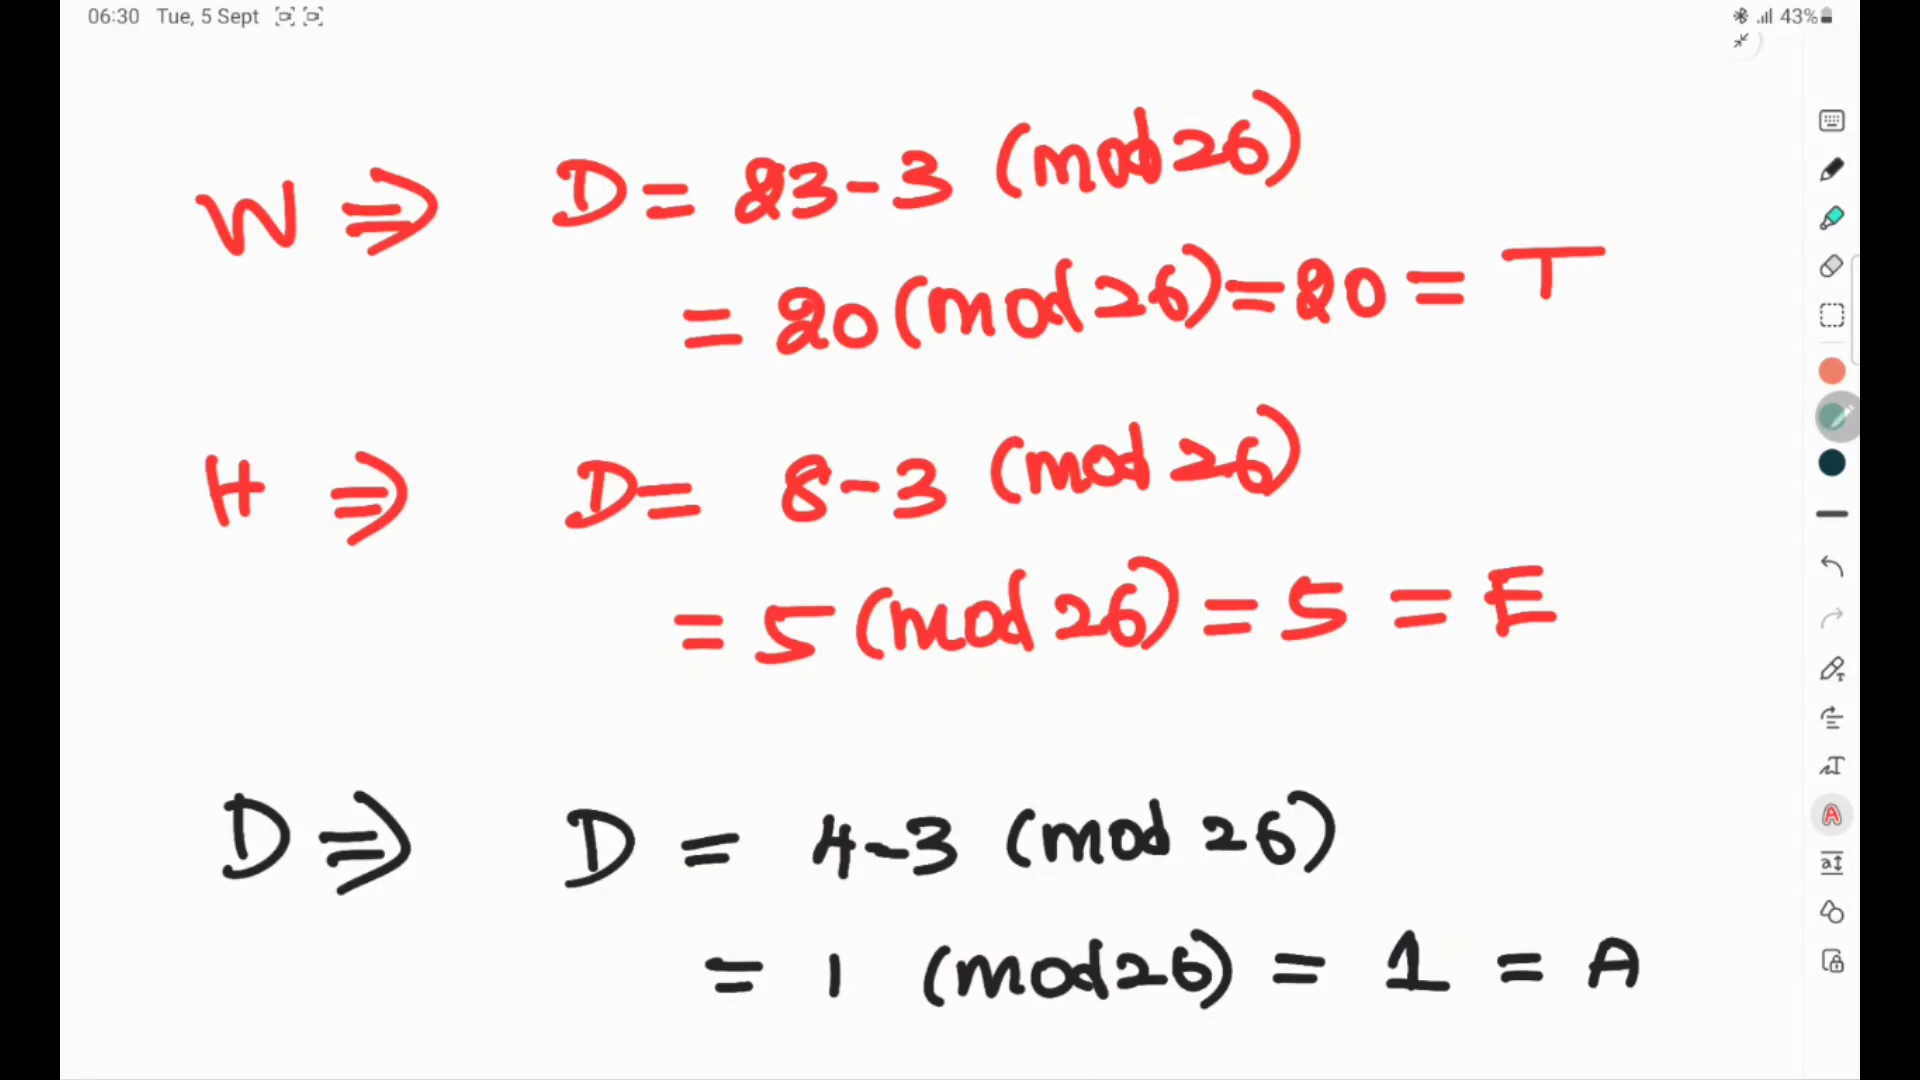 06:30 Tue, 5 Sept 43%
W ⇒ D = 23-3 (mod 26)
= 20 (mod 26) = 20 = T
H ⇒ D = 8-3 (mod 26)
= 5 (mod 26) = 5 = E
D ⇒ D = 4-3 (mod 26)
= 1 (mod 26) = 1 = A